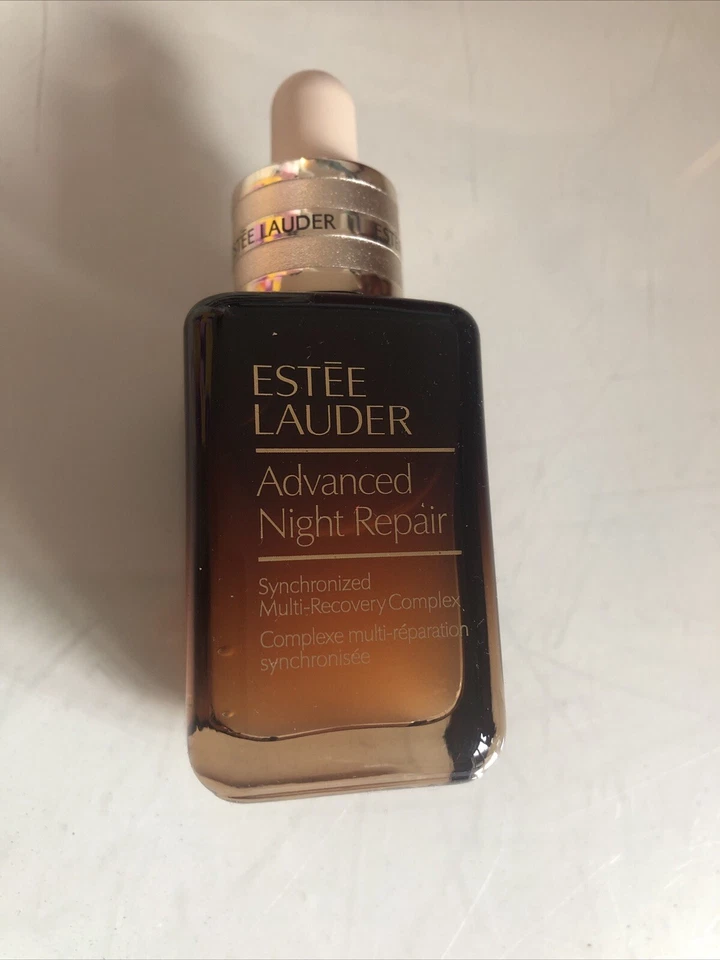 ESTĒE LAUDER
ESTĒE
LAUDER
Advanced
Night Repair
Synchronized
Multi-Recovery Complex
Complexe multi-réparation
synchronisée